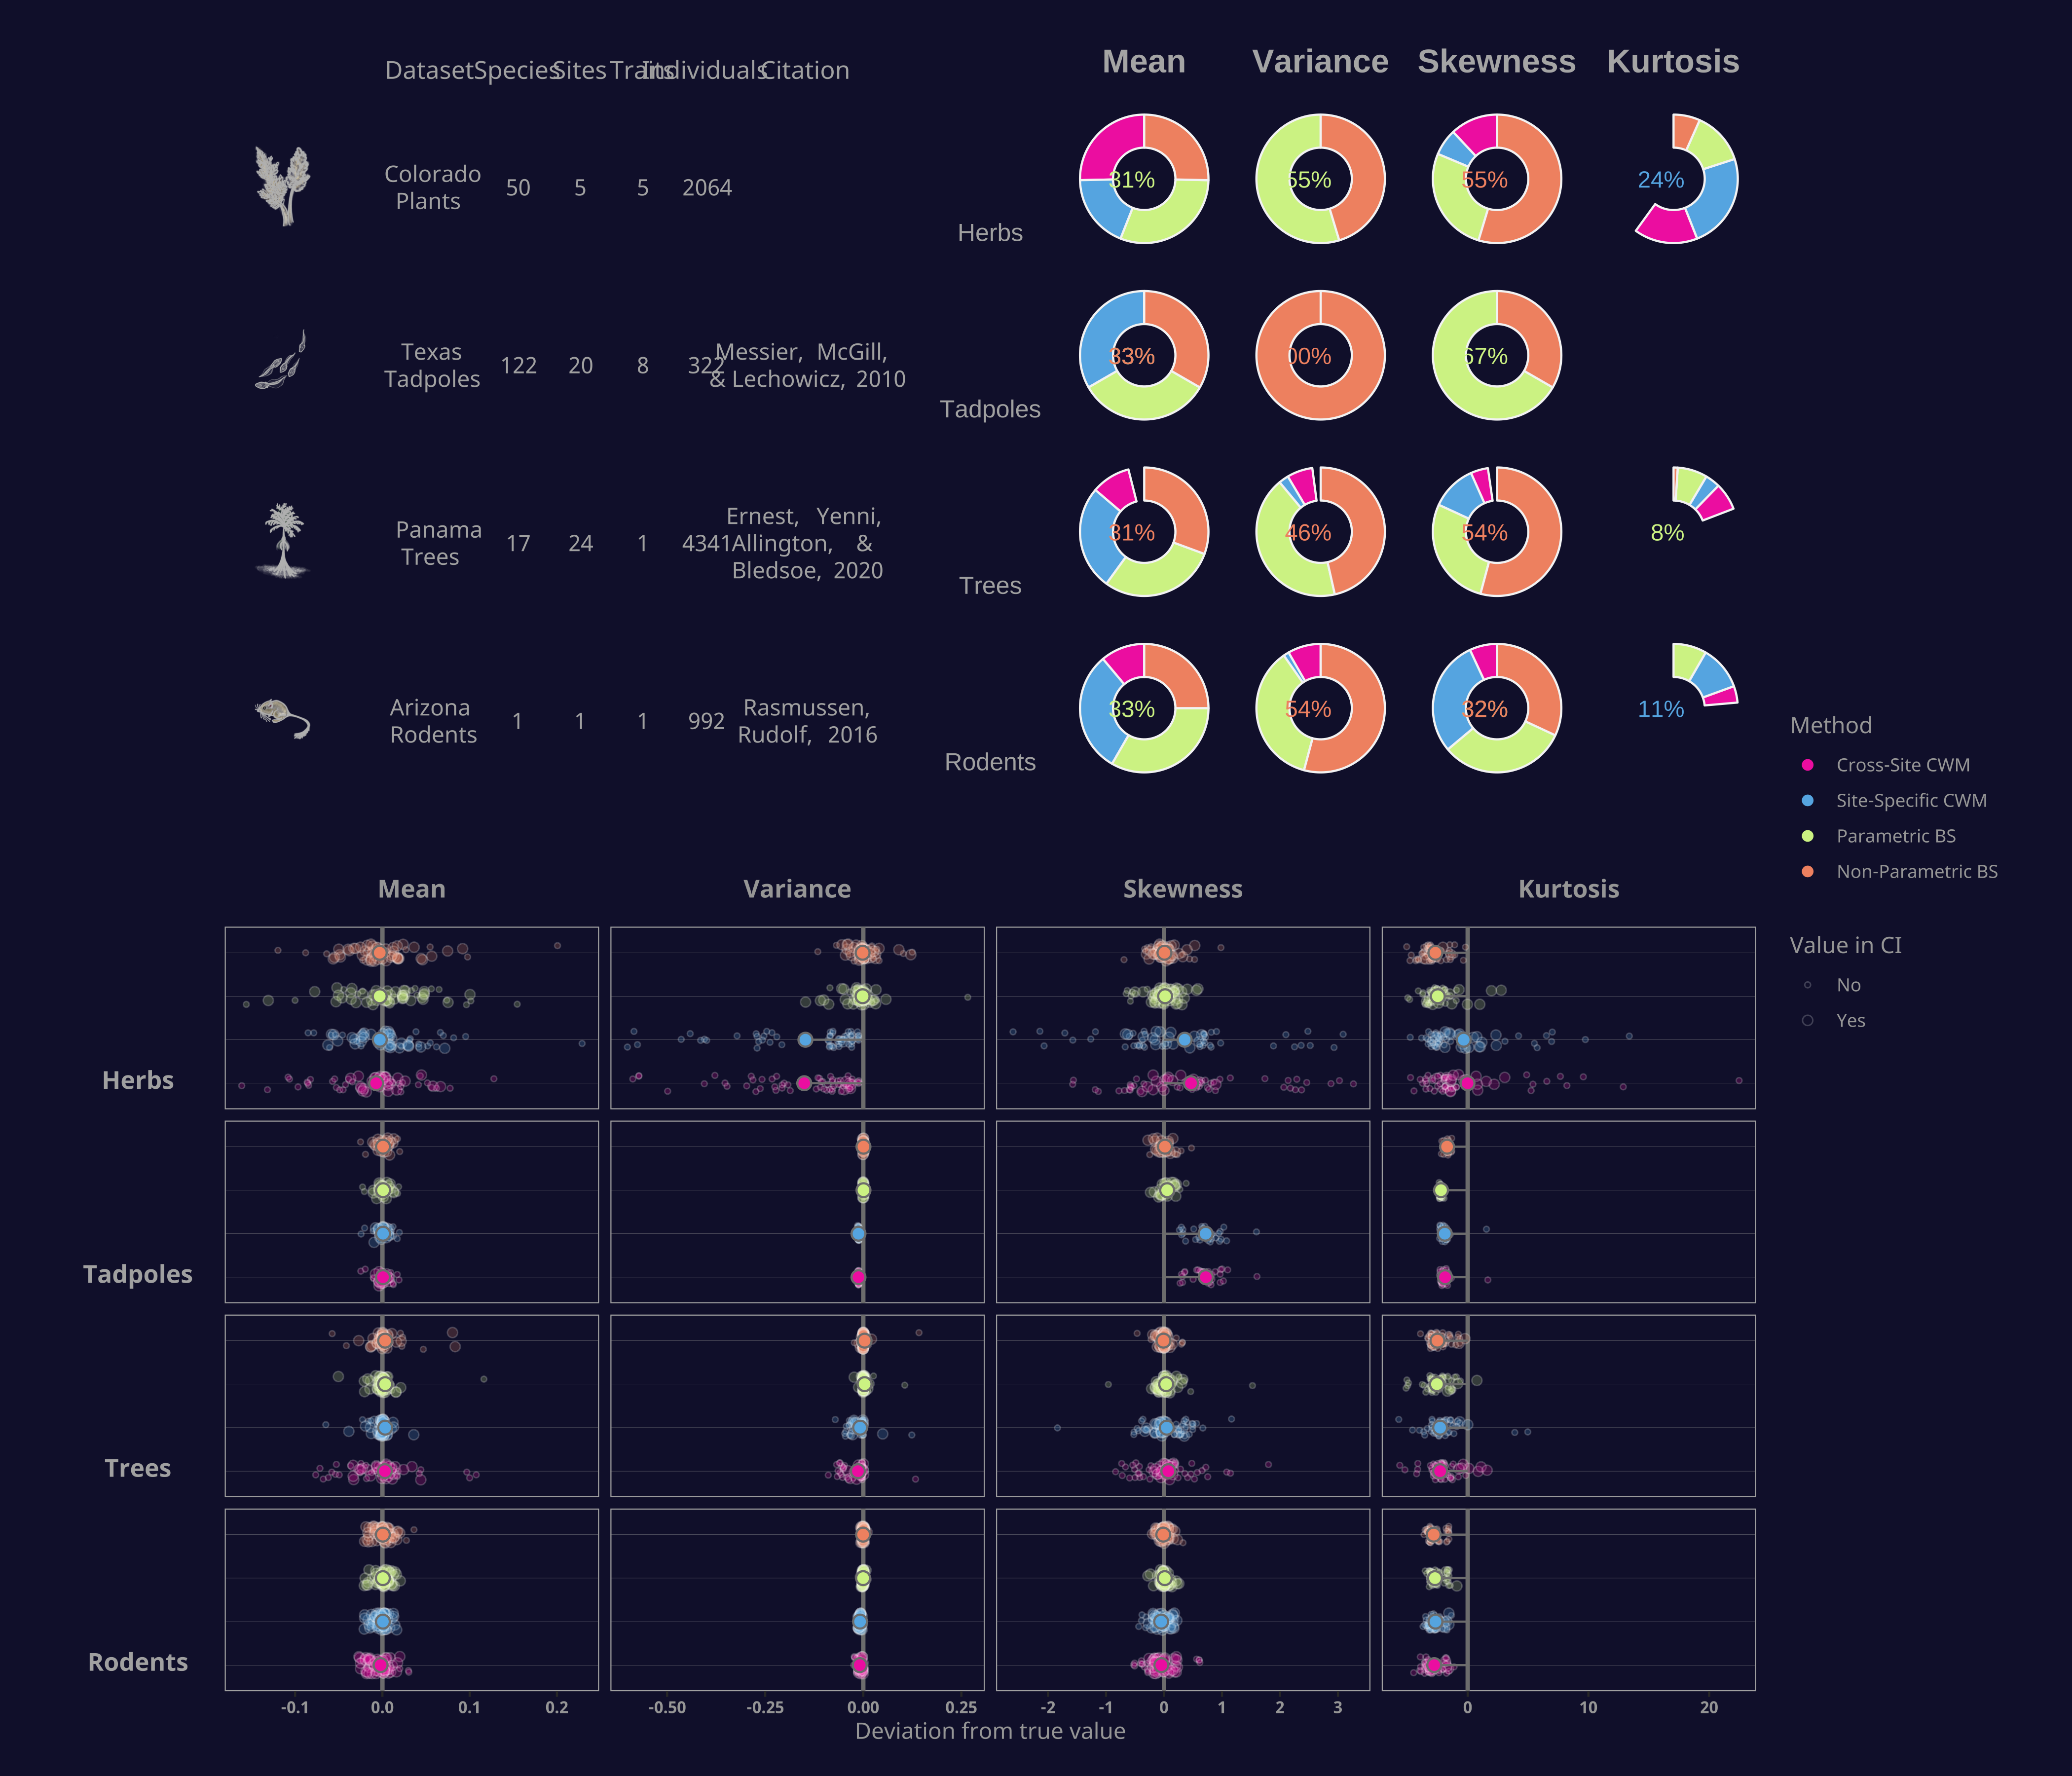 Dataset Species Sites Traits Individuals Citation
Mean Variance Skewness Kurtosis
Colorado
Plants
50 5 5 2064
31% 55% 55% 24%
Herbs
Texas
Tadpoles
122 20 8 322
Messier, McGill,
& Lechowicz, 2010
33% 00% 67%
Tadpoles
Panama
Trees
17 24 1 4341
Ernest, Yenni,
Allington, &
Bledsoe, 2020
31% 46% 54% 8%
Trees
Arizona
Rodents
1 1 1 992
Rasmussen,
Rudolf, 2016
33% 54% 32% 11%
Rodents
Method
Cross-Site CWM
Site-Specific CWM
Parametric BS
Non-Parametric BS
Value in CI
No
Yes
Mean Variance Skewness Kurtosis
Herbs
Tadpoles
Trees
Rodents
-0.1 0.0 0.1 0.2 -0.50 -0.25 0.00 0.25 -2 -1 0 1 2 3 0 10 20
Deviation from true value